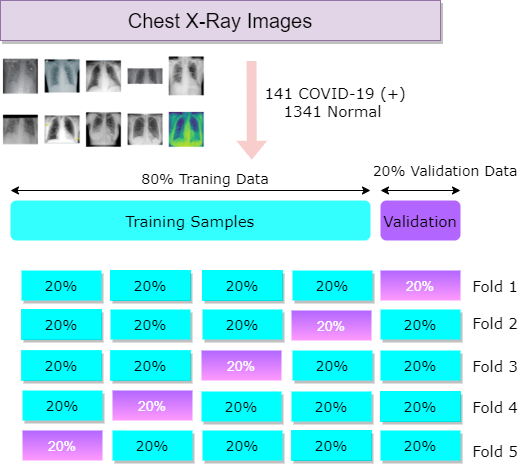 Chest X-Ray Images
141 COVID-19 (+)
1341 Normal
80% Traning Data
20% Validation Data
Training Samples
Validation
20% 20% 20% 20% 20% Fold 1
20% 20% 20% 20% 20% Fold 2
20% 20% 20% 20% 20% Fold 3
20% 20% 20% 20% 20% Fold 4
20% 20% 20% 20% 20% Fold 5